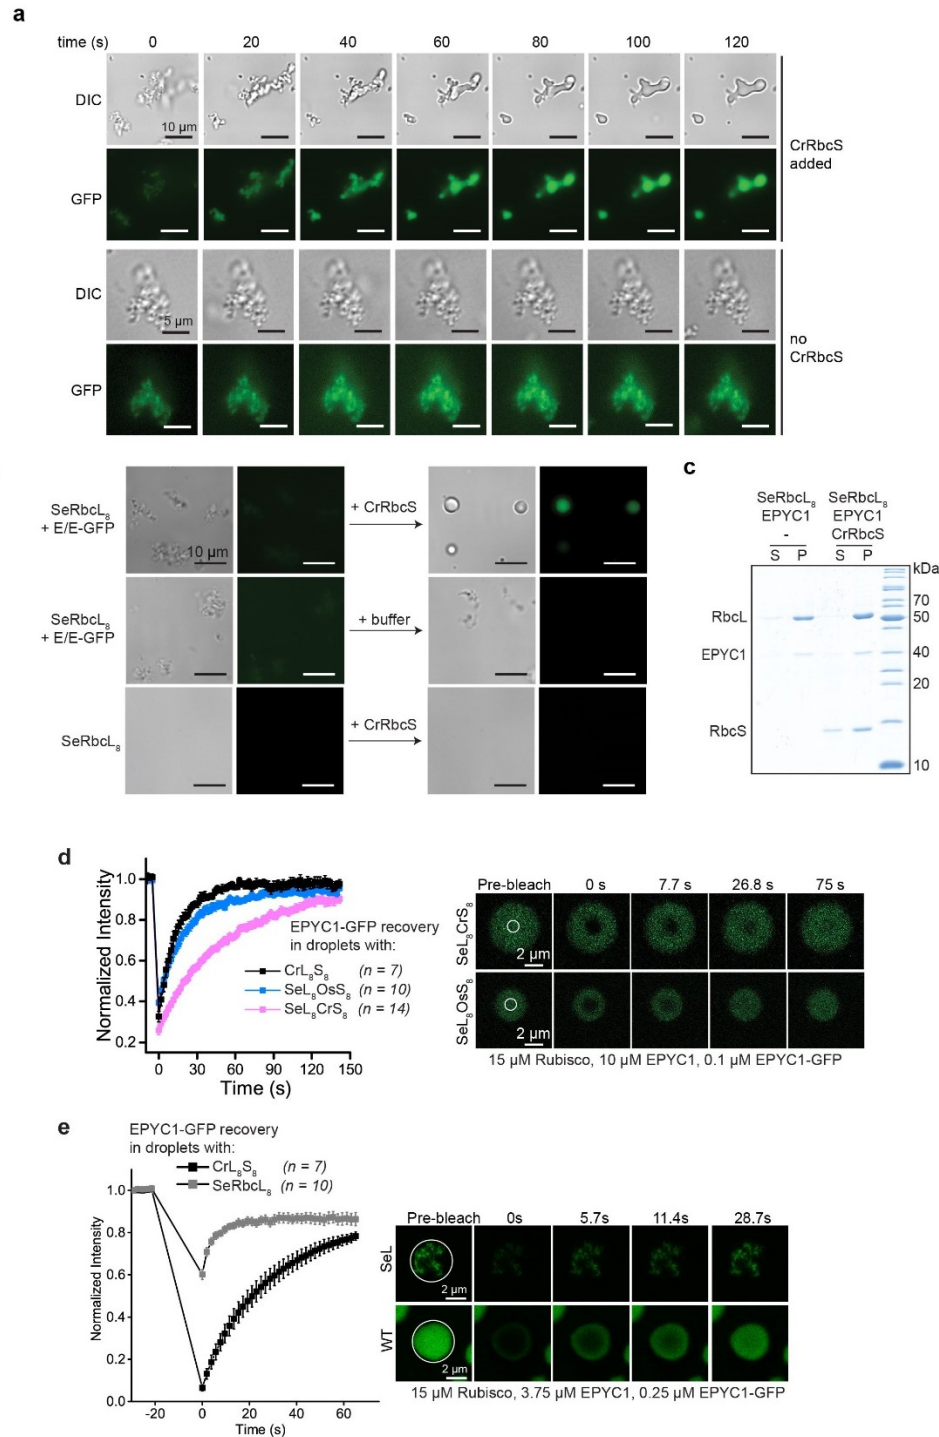 a
time (s) 0 20 40 60 80 100 120
DIC
10 µm
CrRbcS
added
GFP
DIC
5 µm
no
CrRbcS
GFP
SeRbcL₈
+ E/E-GFP
10 µm
+ CrRbcS
SeRbcL₈
+ E/E-GFP
+ buffer
SeRbcL₈
+ CrRbcS
c
SeRbcL₈ SeRbcL₈
EPYC1 EPYC1
- CrRbcS
S P S P
kDa
70
RbcL 50
EPYC1 40
20
RbcS
10
d
Normalized Intensity
1.0
0.8
0.6
0.4
0.2
EPYC1-GFP recovery
in droplets with:
CrL₈S₈ (n = 7)
SeL₈OsS₈ (n = 10)
SeL₈CrS₈ (n = 14)
0 30 60 90 120 150
Time (s)
Pre-bleach 0 s 7.7 s 26.8 s 75 s
SeL₈CrS₈
2 µm
SeL₈OsS₈
2 µm
15 µM Rubisco, 10 µM EPYC1, 0.1 µM EPYC1-GFP
e
EPYC1-GFP recovery
in droplets with:
CrL₈S₈ (n = 7)
SeRbcL₈ (n = 10)
Normalized Intensity
1.0
0.8
0.6
0.4
0.2
0.0
-20 0 20 40 60
Time (s)
Pre-bleach 0s 5.7s 11.4s 28.7s
SeL
2 µm
WT
2 µm
15 µM Rubisco, 3.75 µM EPYC1, 0.25 µM EPYC1-GFP